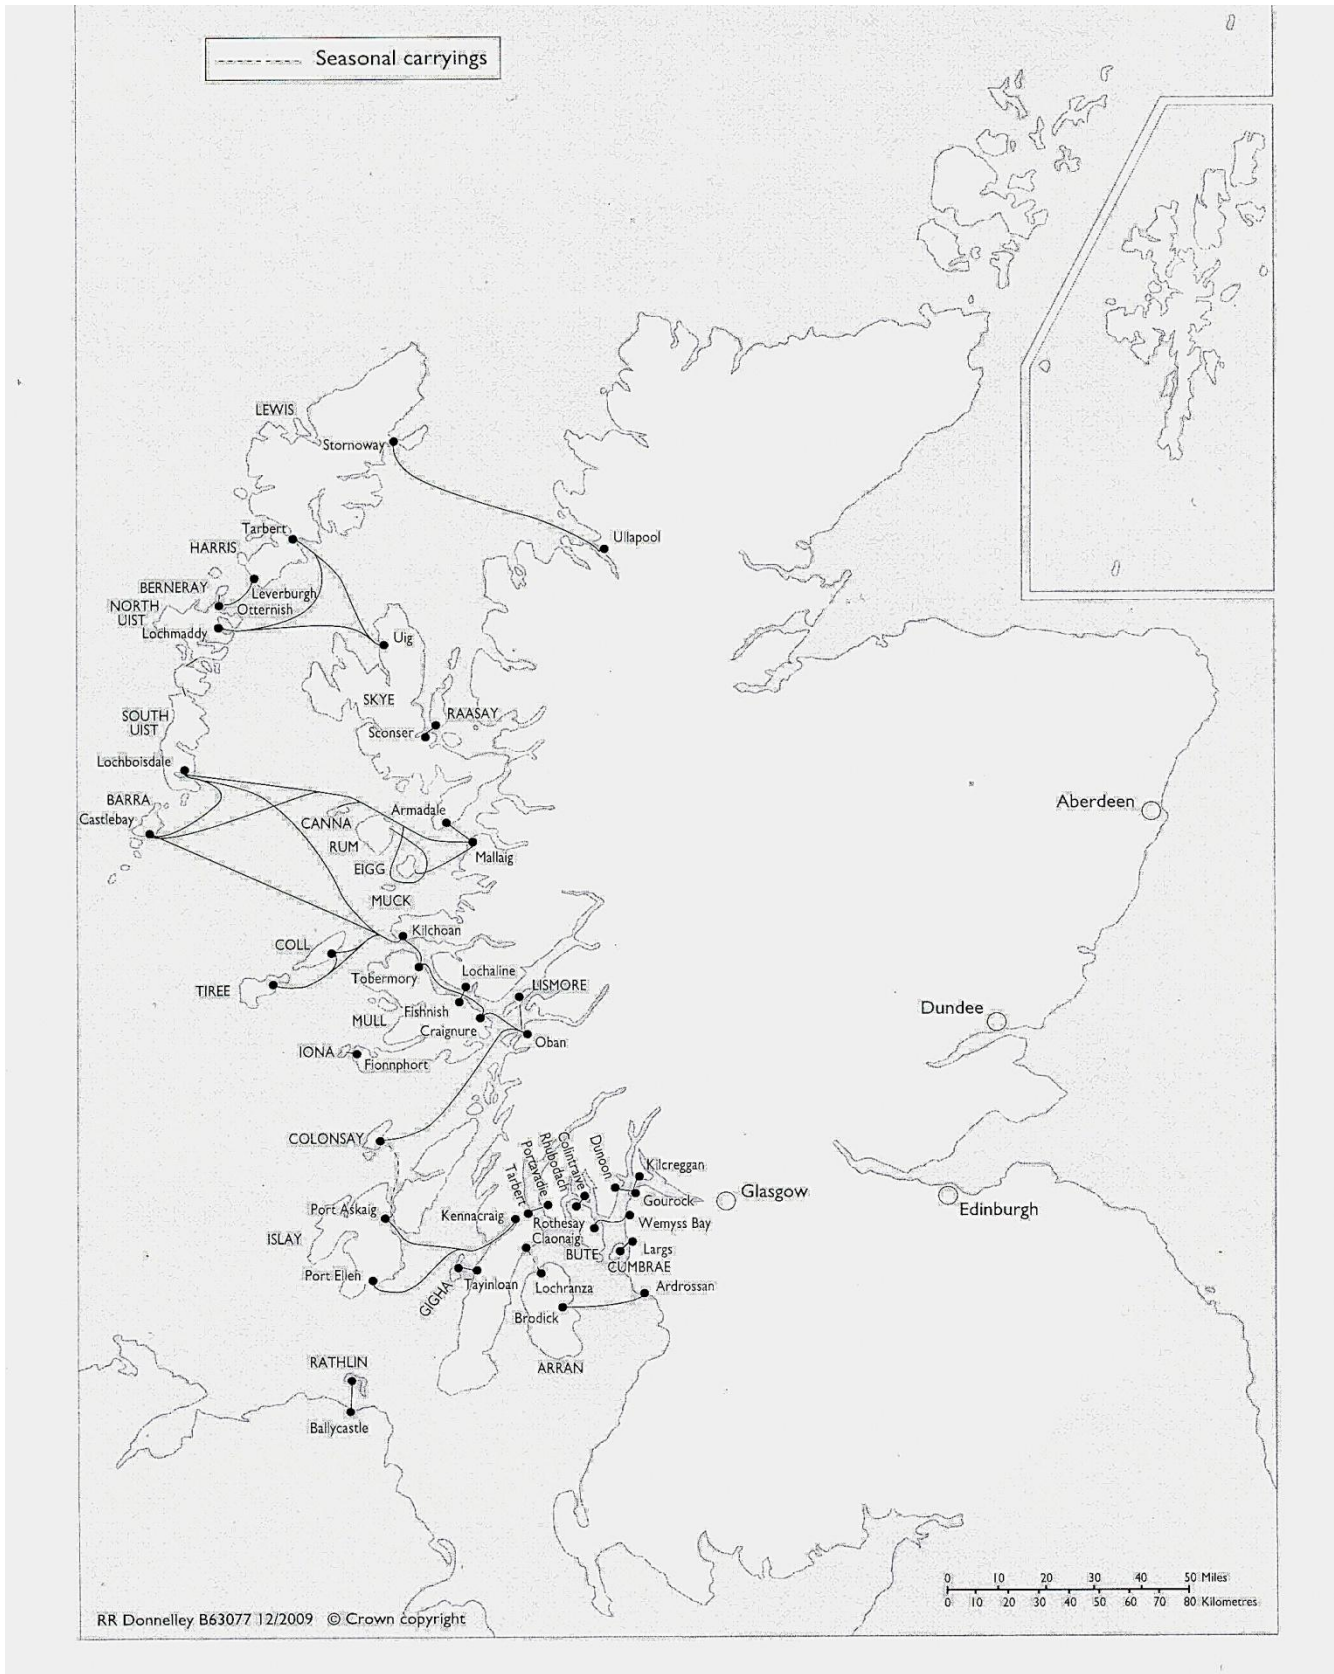 Seasonal carryings
LEWIS
Stornoway
Ullapool
Tarbert
HARRIS
BERNERAY
Leverburgh
NORTH
UIST
Otternish
Lochmaddy
Uig
SKYE
SOUTH
UIST
RAASAY
Sconser
Lochboisdale
BARRA
Castlebay
Armadale
CANNA
RUM
Mallaig
EIGG
MUCK
Aberdeen
Kilchoan
COLL
Tobermory
Lochaline
TIREE
LISMORE
Fishnish
MULL
Craignure
Oban
IONA
Fionnphort
Dundee
COLONSAY
Tarbert
Portavadie
Rhubodach
Colintraive
Dunoon
Kilcreggan
Gourock
Glasgow
Edinburgh
Port Askaig
Kennacraig
Rothesay
Wemyss Bay
ISLAY
Claonaig
BUTE
Largs
CUMBRAE
Port Ellen
GIGHA
Tayinloan
Lochranza
Ardrossan
Brodick
ARRAN
RATHLIN
Ballycastle
0 10 20 30 40 50 Miles
0 10 20 30 40 50 60 70 80 Kilometres
RR Donnelley B63077 12/2009 © Crown copyright